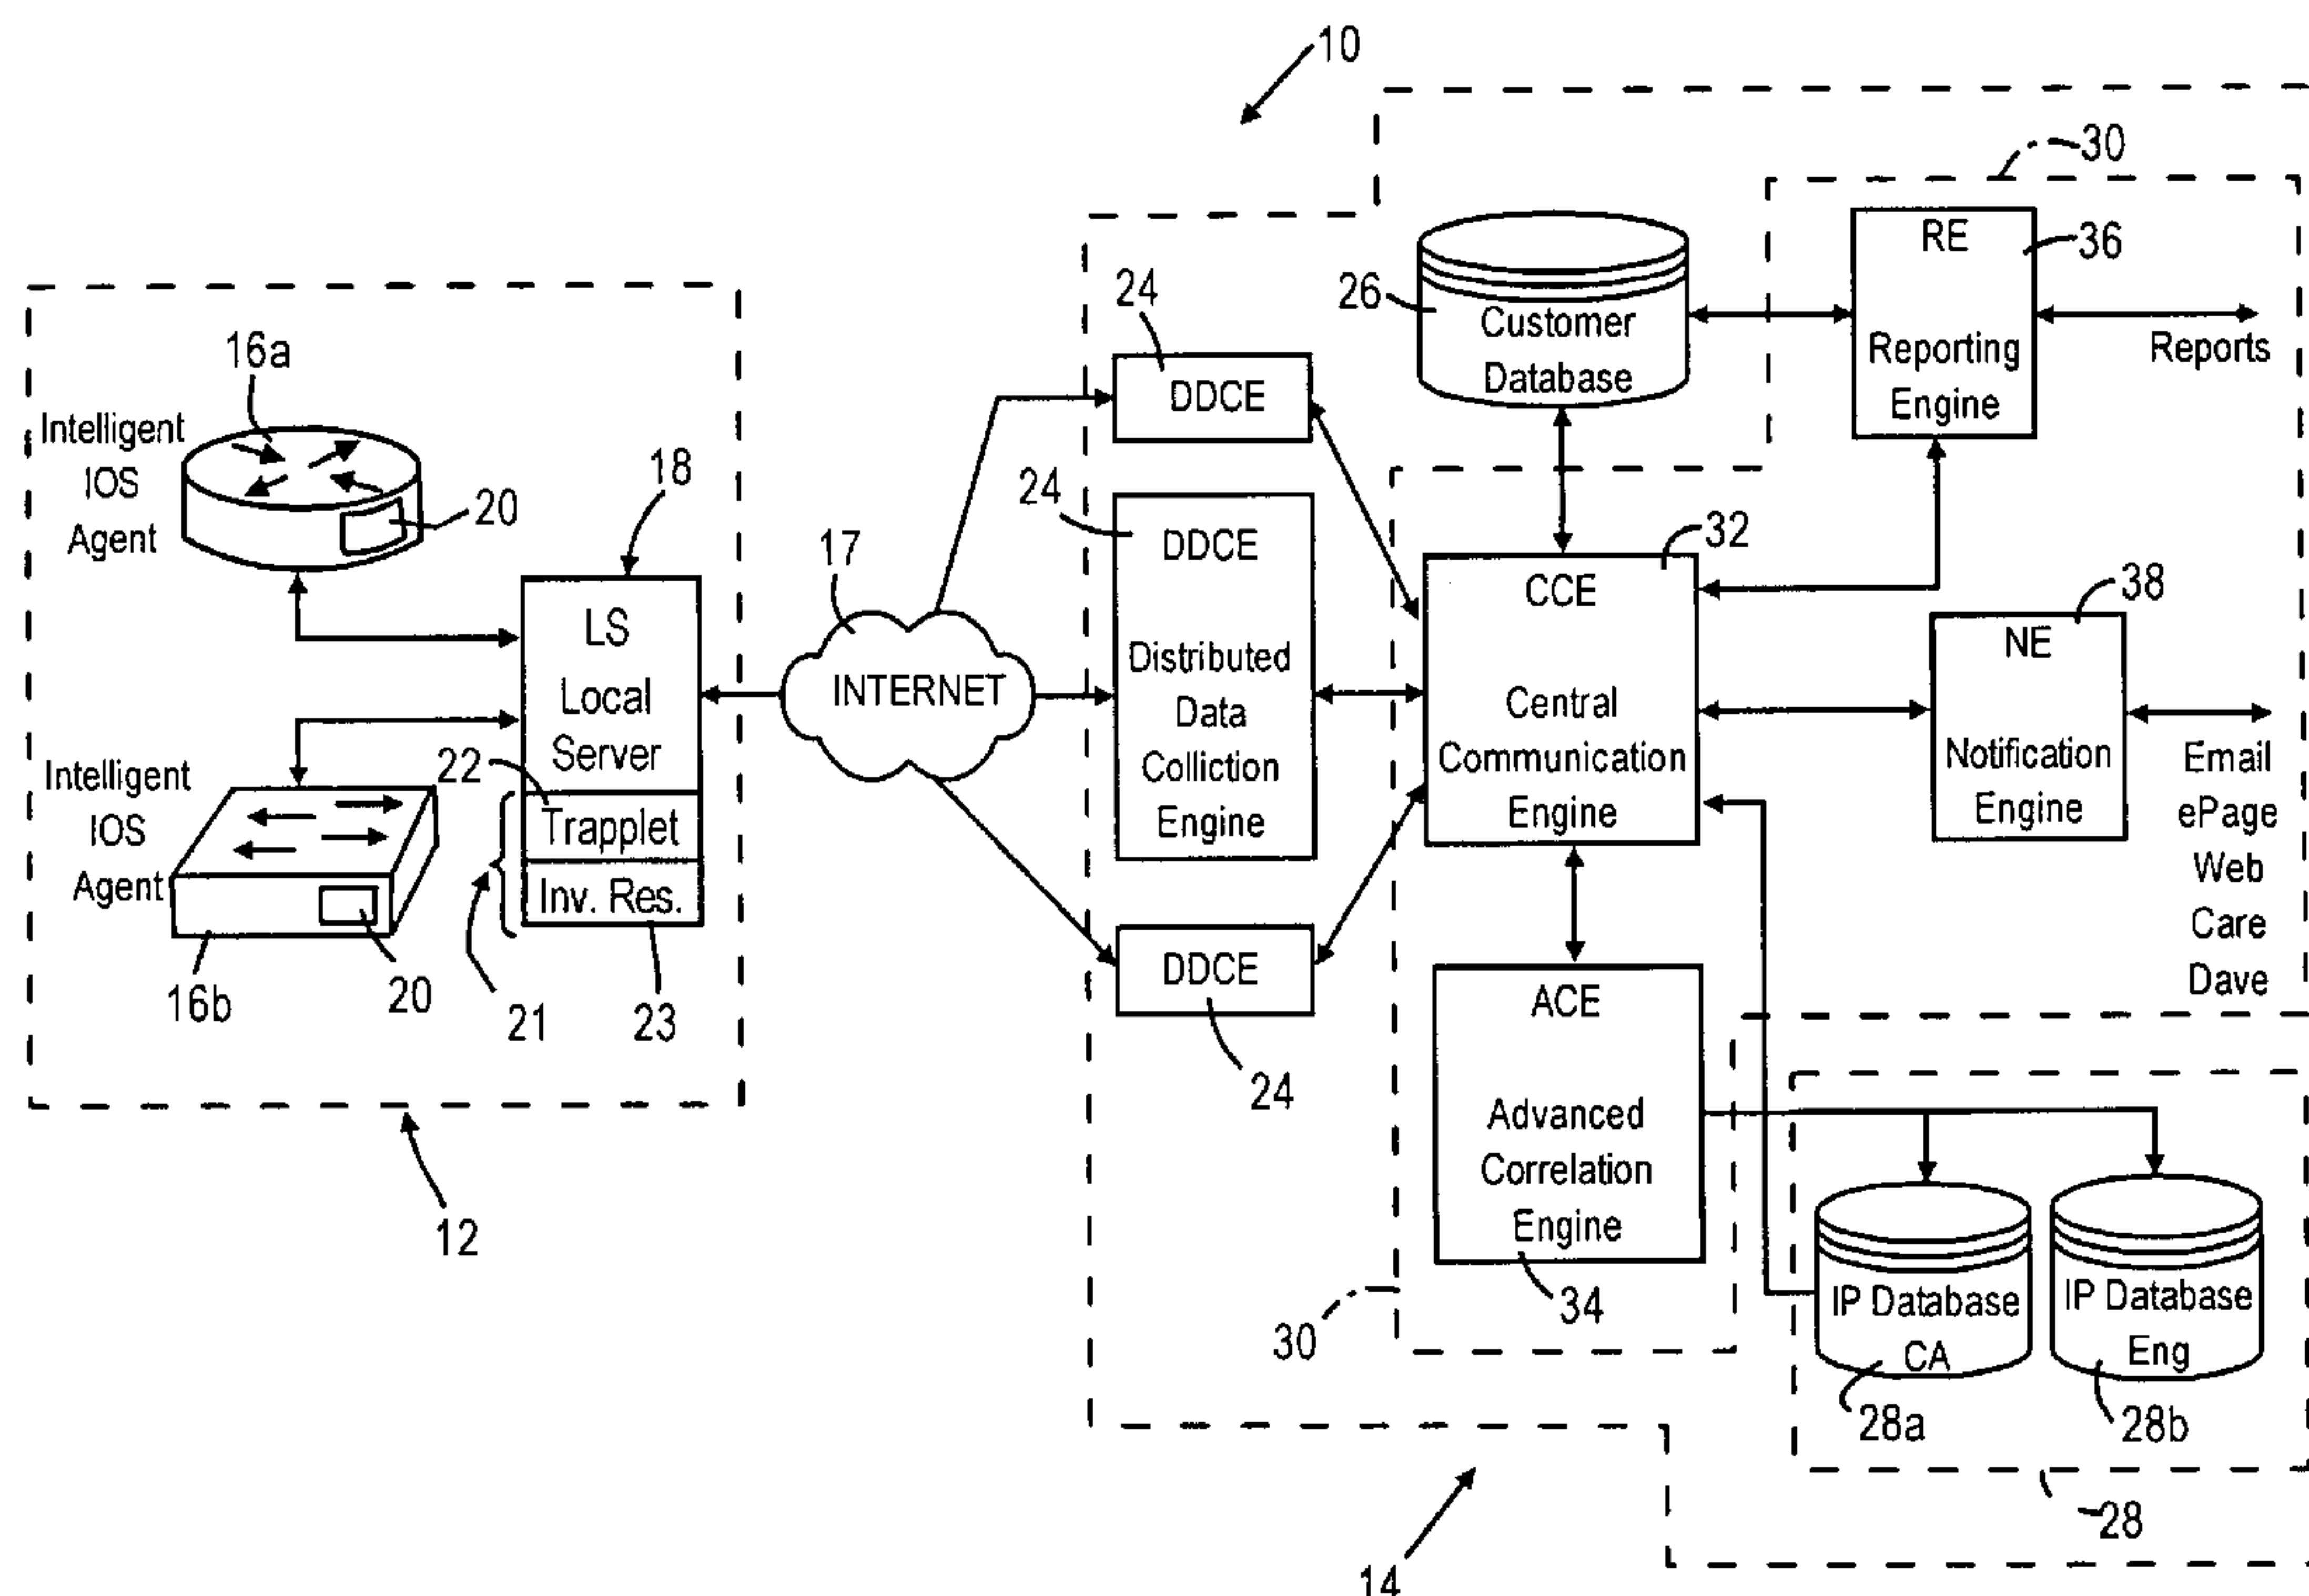 10
30
RE
36
Reporting
Engine
Reports
26
Customer
Database
24
DDCE
16a
Intelligent
IOS
Agent
20
18
LS
Local
Server
22
Trapplet
Inv. Res.
21
23
Intelligent
IOS
Agent
16b
20
12
17
INTERNET
24
DDCE
Distributed
Data
Colliction
Engine
DDCE
24
32
CCE
Central
Communication
Engine
38
NE
Notification
Engine
Email
ePage
Web
Care
Dave
ACE
Advanced
Correlation
Engine
34
30
IP Database
CA
28a
IP Database
Eng
28b
28
14